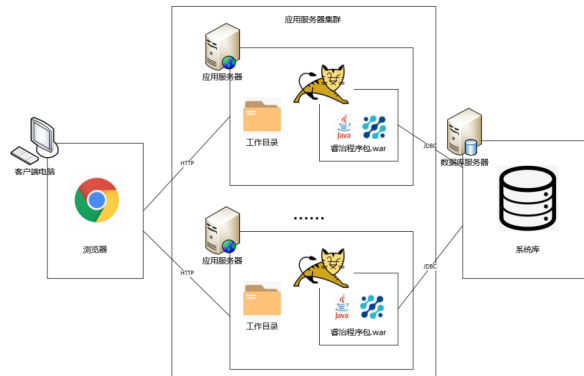 应用服务器集群
应用服务器
工作目录
Java
睿治程序包.war
客户端电脑
浏览器
HTTP
JDBC
数据库服务器
系统库
······
应用服务器
HTTP
工作目录
Java
睿治程序包.war
JDBC